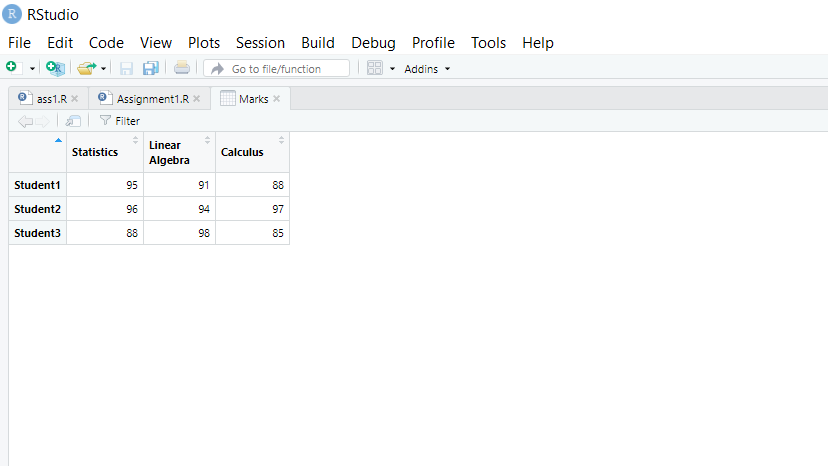 RStudio
File Edit Code View Plots Session Build Debug Profile Tools Help
Go to file/function Addins
ass1.R Assignment1.R Marks
Filter
Statistics Linear Algebra Calculus
Student1 95 91 88
Student2 96 94 97
Student3 88 98 85